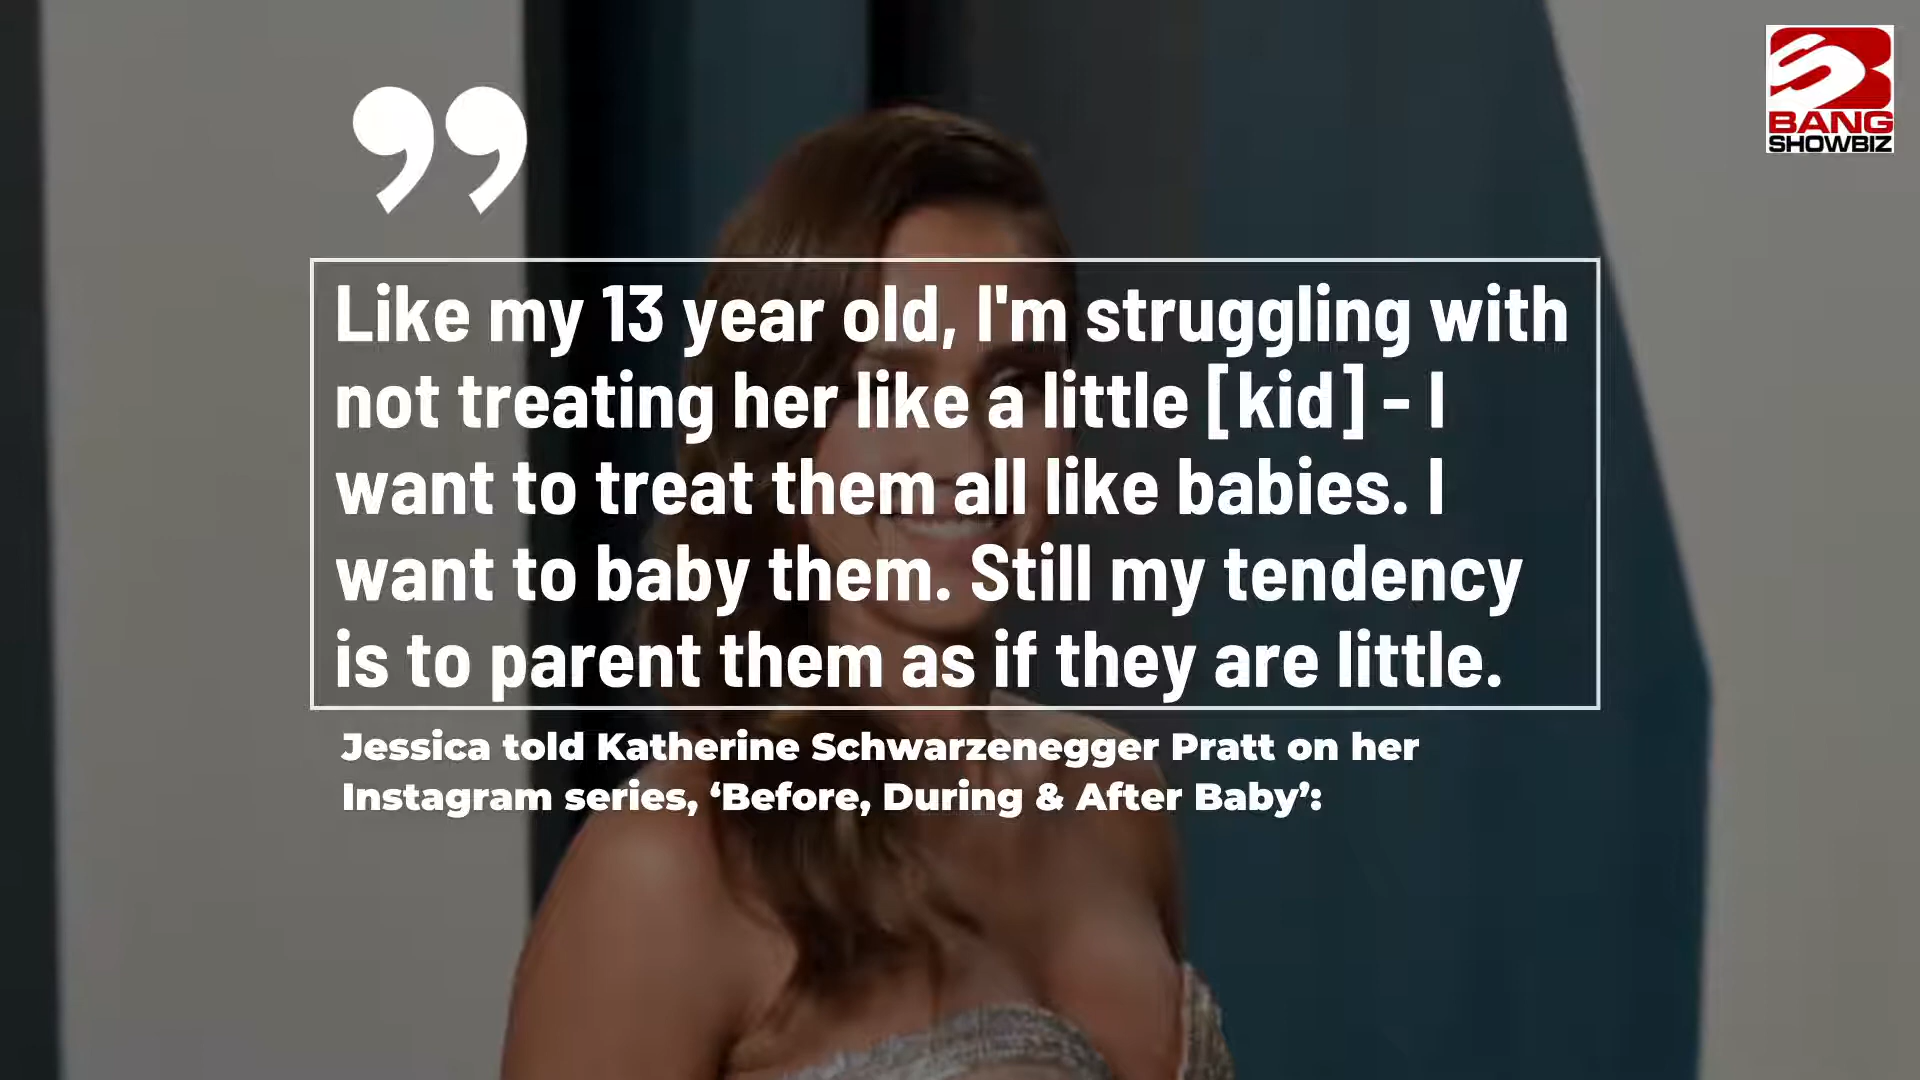 BANG
SHOWBIZ
”
Like my 13 year old, I'm struggling with
not treating her like a little [kid] - I
want to treat them all like babies. I
want to baby them. Still my tendency
is to parent them as if they are little.
Jessica told Katherine Schwarzenegger Pratt on her
Instagram series, ‘Before, During & After Baby’: